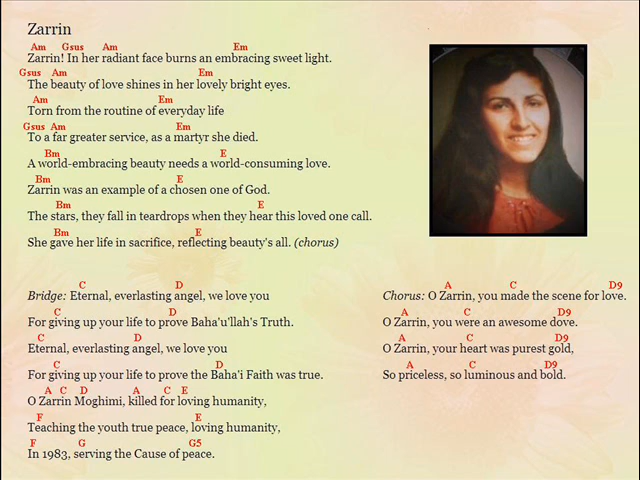 Zarrin
Am Gsus Am Em
Zarrin! In her radiant face burns an embracing sweet light.
Gsus Am Em
The beauty of love shines in her lovely bright eyes.
Am Em
Torn from the routine of everyday life
Gsus Am Em
To a far greater service, as a martyr she died.
Bm E
A world-embracing beauty needs a world-consuming love.
Bm E
Zarrin was an example of a chosen one of God.
Bm E
The stars, they fall in teardrops when they hear this loved one call.
Bm E
She gave her life in sacrifice, reflecting beauty's all. (chorus)
C D
Bridge: Eternal, everlasting angel, we love you
C D
For giving up your life to prove Baha'u'llah's Truth.
C D
Eternal, everlasting angel, we love you
C D
For giving up your life to prove the Baha'i Faith was true.
A C D A C E
O Zarrin Moghimi, killed for loving humanity,
F E
Teaching the youth true peace, loving humanity,
F G G5
In 1983, serving the Cause of peace.
A C D9
Chorus: O Zarrin, you made the scene for love.
A C D9
O Zarrin, you were an awesome dove.
A C D9
O Zarrin, your heart was purest gold,
A C D9
So priceless, so luminous and bold.